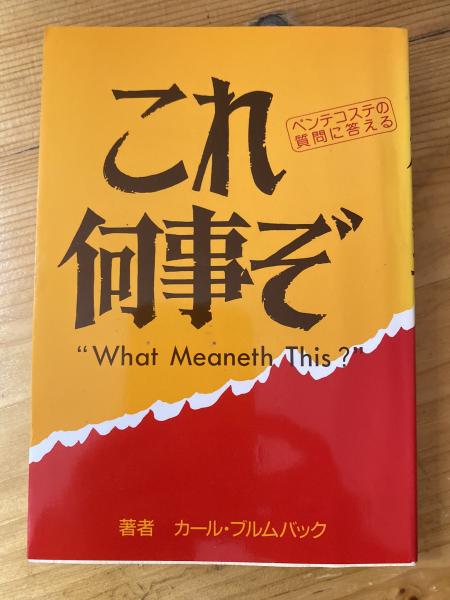 これ
何事ぞ
ペンテコステの
質問に答える
"What Meaneth This?"
著者 カール・ブルムバック